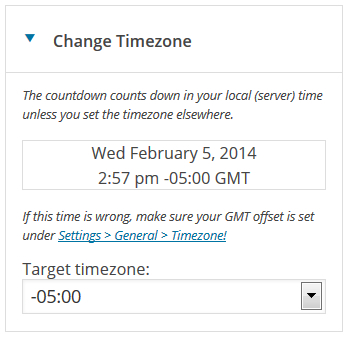 Change Timezone
The countdown counts down in your local (server) time
unless you set the timezone elsewhere.
Wed February 5, 2014
2:57 pm -05:00 GMT
If this time is wrong, make sure your GMT offset is set
under Settings > General > Timezone!
Target timezone:
-05:00